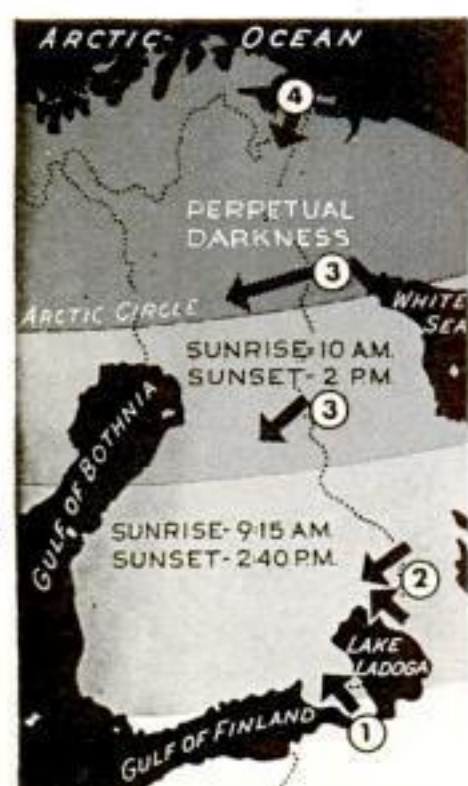 ARCTIC OCEAN
4
PERPETUAL
DARKNESS
3
ARCTIC CIRCLE
WHITE
SEA
SUNRISE-10 A.M.
SUNSET-2 P.M.
3
GULF OF BOTHNIA
SUNRISE-9:15 A.M.
SUNSET-2:40 P.M.
2
LAKE
LADOGA
GULF OF FINLAND
1